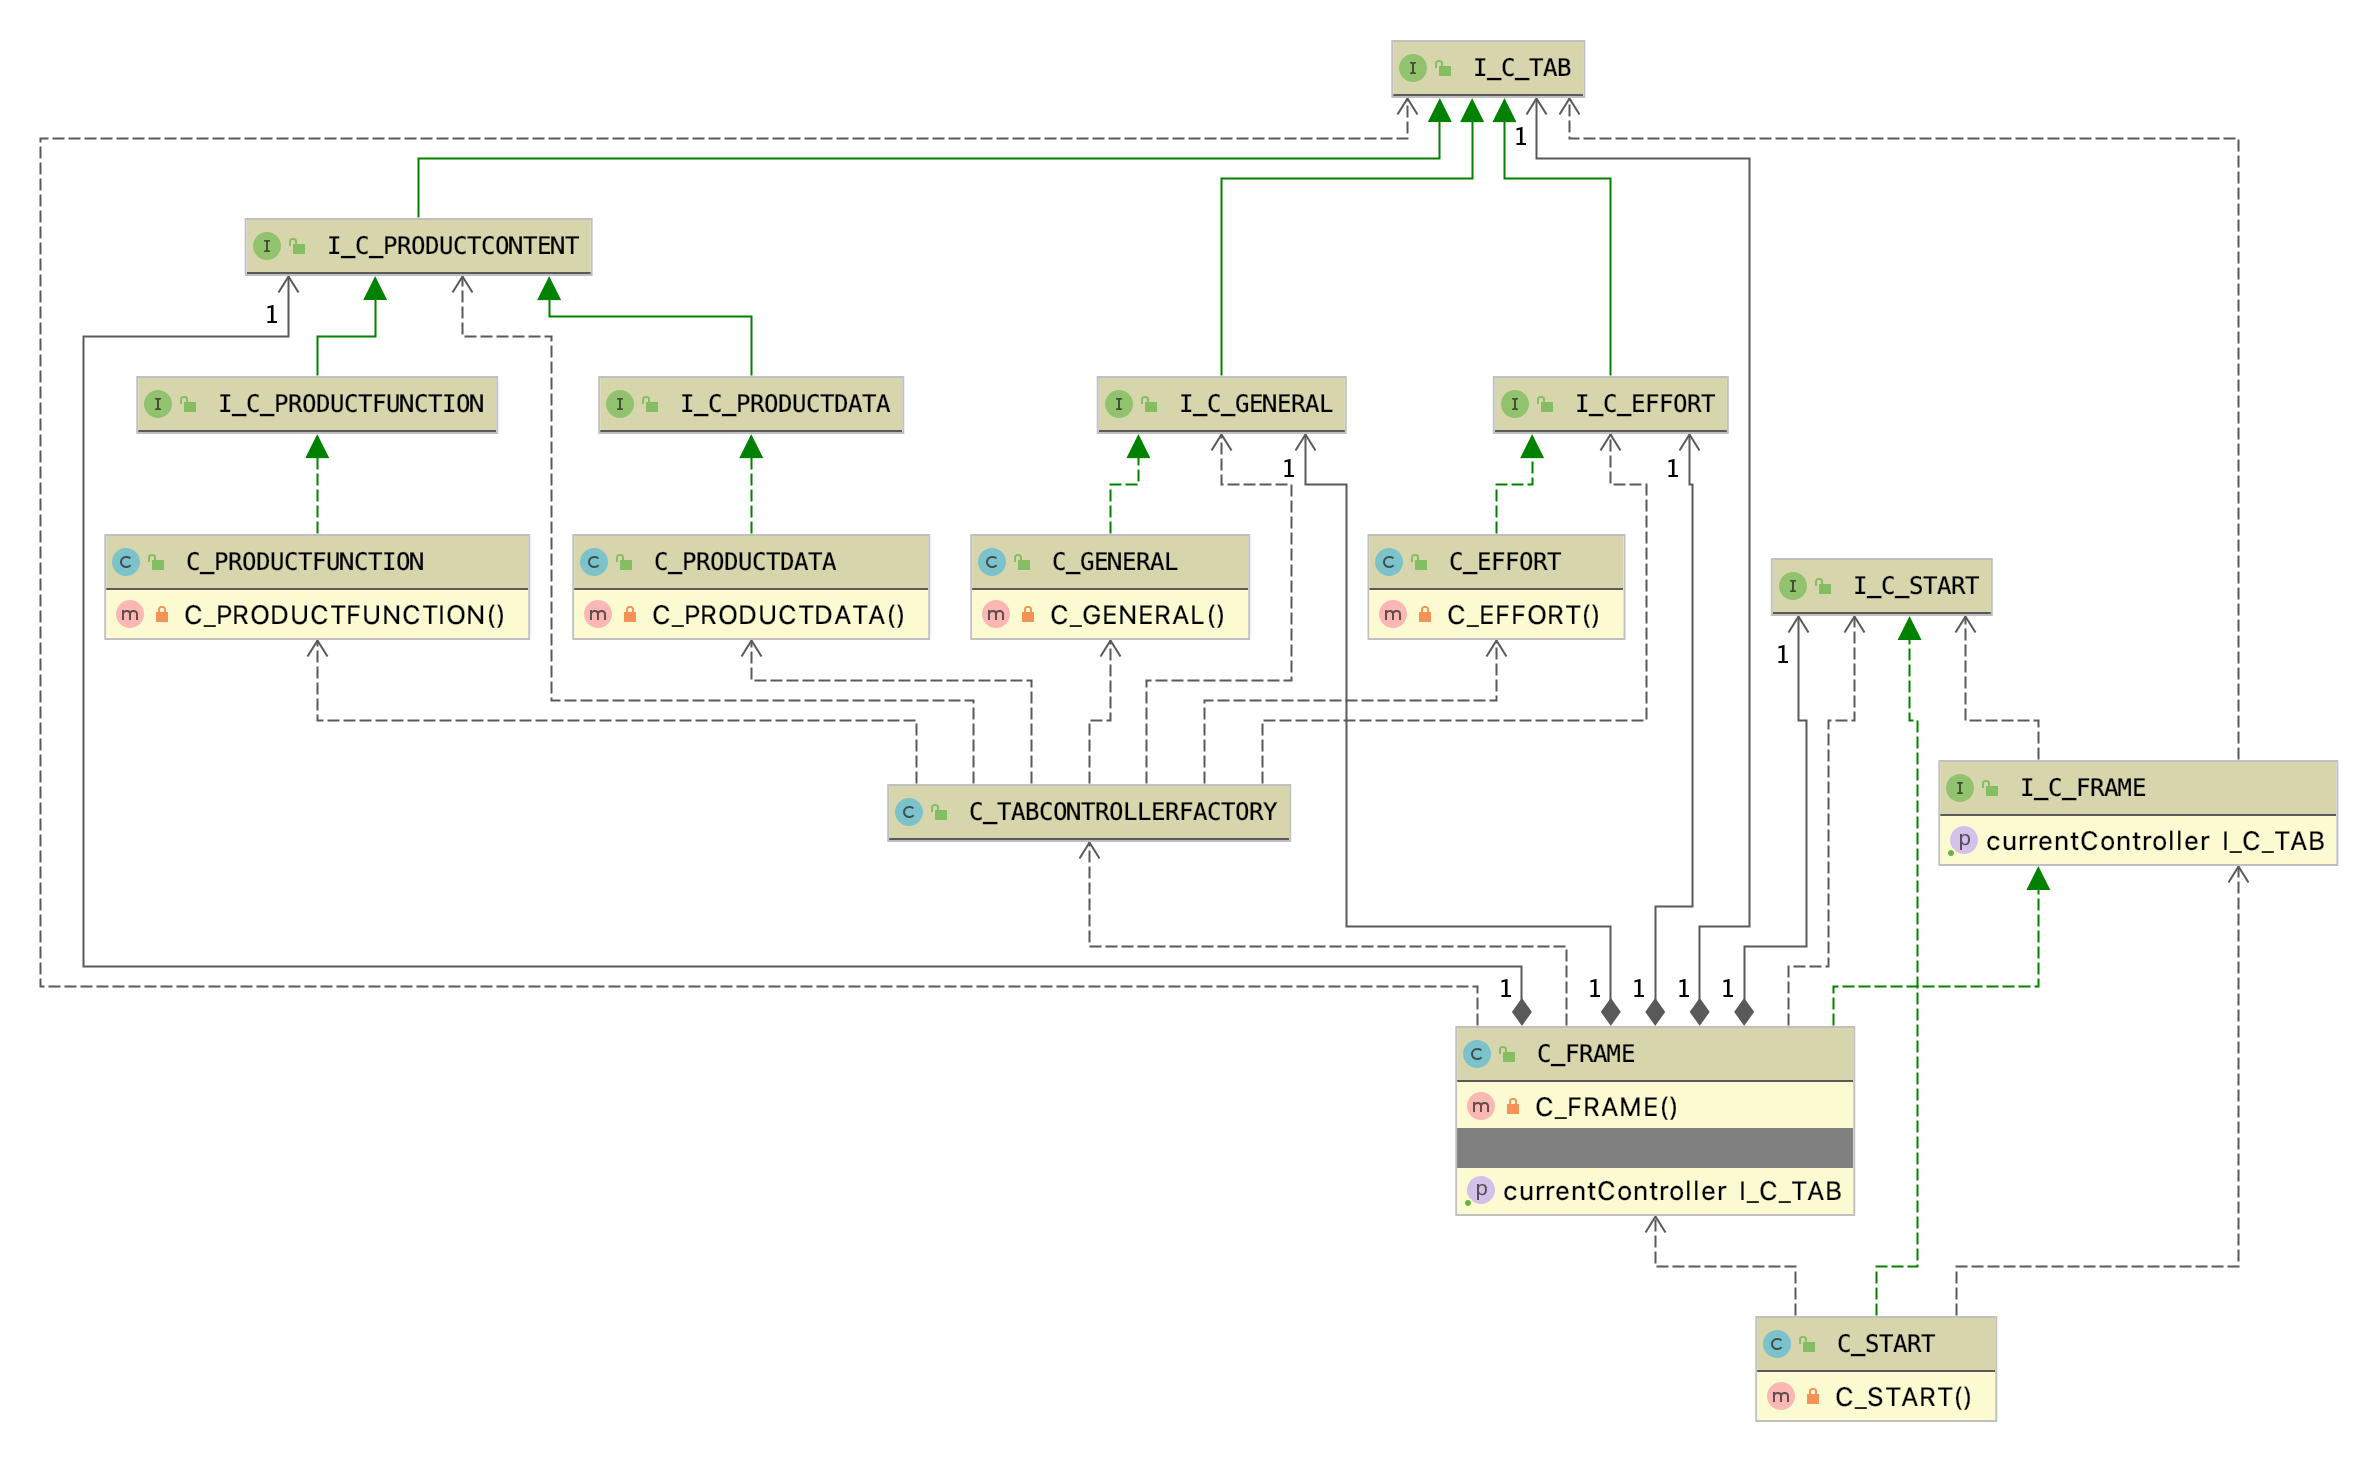 I I_C_TAB
1
I I_C_PRODUCTCONTENT
1
I I_C_PRODUCTFUNCTION
I I_C_PRODUCTDATA
I I_C_GENERAL
I I_C_EFFORT
1
1
C C_PRODUCTFUNCTION
m C_PRODUCTFUNCTION()
C C_PRODUCTDATA
m C_PRODUCTDATA()
C C_GENERAL
m C_GENERAL()
C C_EFFORT
m C_EFFORT()
I I_C_START
1
C C_TABCONTROLLERFACTORY
I I_C_FRAME
p currentController I_C_TAB
1
1
1
1
1
C C_FRAME
m C_FRAME()
p currentController I_C_TAB
C C_START
m C_START()